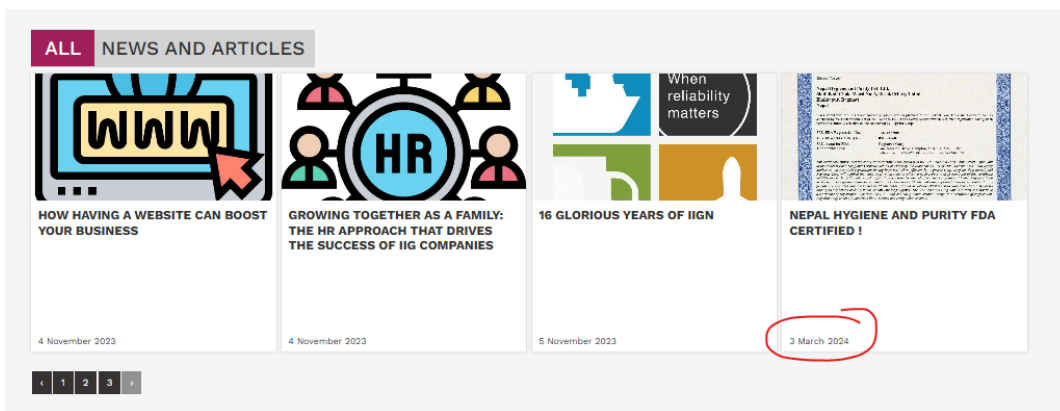 ALL NEWS AND ARTICLES
WWW
HR
When
reliability
matters
HOW HAVING A WEBSITE CAN BOOST
YOUR BUSINESS
4 November 2023
GROWING TOGETHER AS A FAMILY:
THE HR APPROACH THAT DRIVES
THE SUCCESS OF IIG COMPANIES
4 November 2023
16 GLORIOUS YEARS OF IIGN
5 November 2023
NEPAL HYGIENE AND PURITY FDA
CERTIFIED !
3 March 2024
‹ 1 2 3 ›